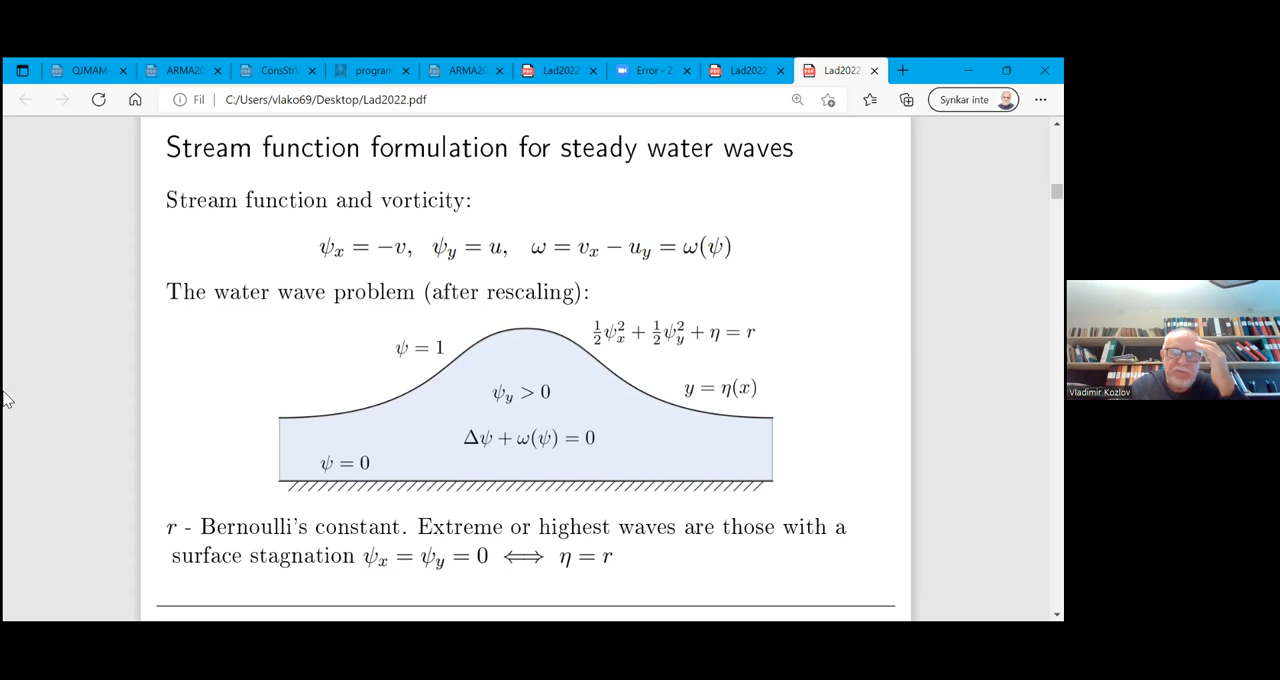 QJMAM
ARMA20
ConsStrV
program
ARMA20
Lad2022
Error - Z
Lad2022
Lad2022.
Fil C:/Users/vlako69/Desktop/Lad2022.pdf
Synkar inte
Stream function formulation for steady water waves
Stream function and vorticity:
ψ_x = −v, ψ_y = u, ω = v_x − u_y = ω(ψ)
The water wave problem (after rescaling):
½ψ_x² + ½ψ_y² + η = r
ψ = 1
ψ_y > 0
y = η(x)
Δψ + ω(ψ) = 0
ψ = 0
r - Bernoulli's constant. Extreme or highest waves are those with a
surface stagnation ψ_x = ψ_y = 0 ⟺ η = r
Vladimir Kozlov